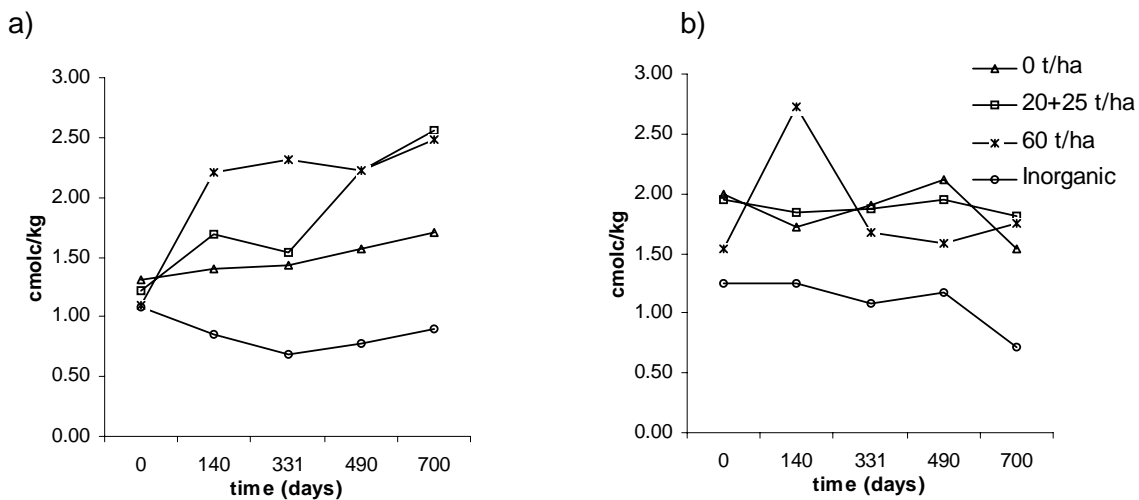 a)
3.00
2.50
2.00
1.50
1.00
0.50
0.00
cmolc/kg
0 140 331 490 700
time (days)
b)
3.00
2.50
2.00
1.50
1.00
0.50
0.00
cmolc/kg
0 140 331 490 700
time (days)
0 t/ha
20+25 t/ha
60 t/ha
Inorganic